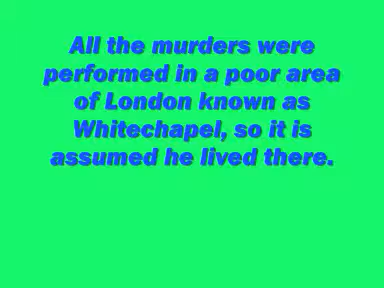 All the murders were
performed in a poor area
of London known as
Whitechapel, so it is
assumed he lived there.